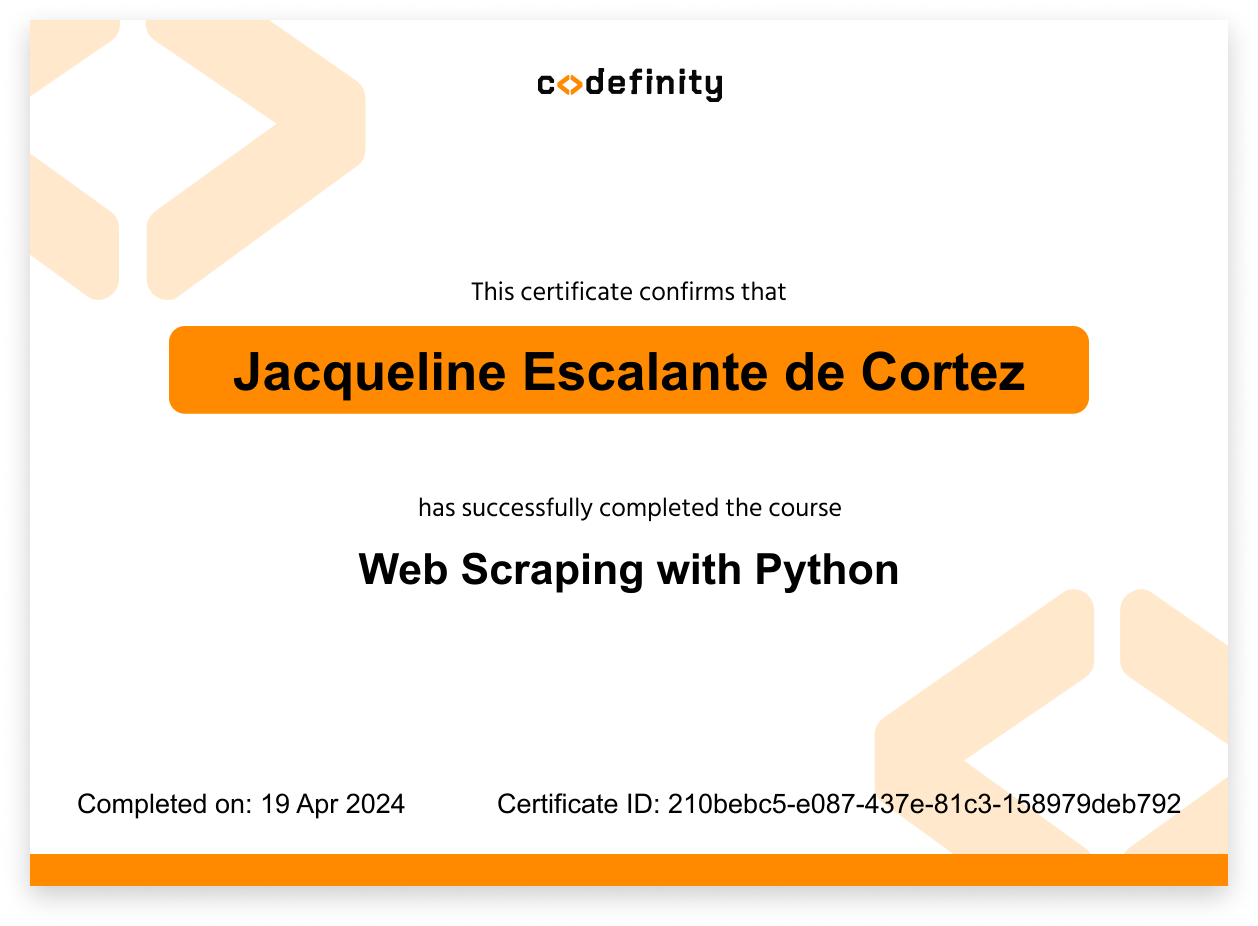 codefinity
This certificate confirms that
Jacqueline Escalante de Cortez
has successfully completed the course
Web Scraping with Python
Completed on: 19 Apr 2024
Certificate ID: 210bebc5-e087-437e-81c3-158979deb792